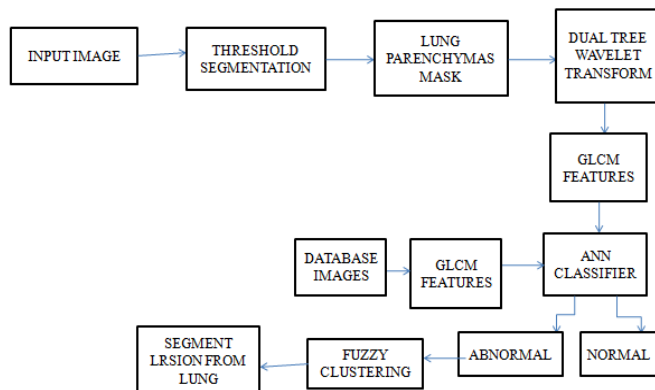 INPUT IMAGE
THRESHOLD
SEGMENTATION
LUNG
PARENCHYMAS
MASK
DUAL TREE
WAVELET
TRANSFORM
GLCM
FEATURES
DATABASE
IMAGES
GLCM
FEATURES
ANN
CLASSIFIER
SEGMENT
LRSION FROM
LUNG
FUZZY
CLUSTERING
ABNORMAL
NORMAL